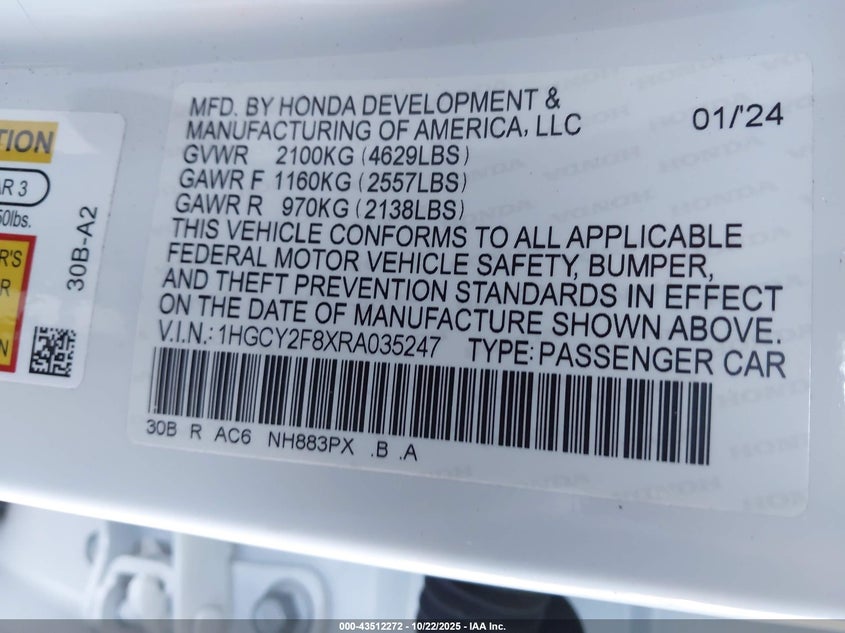 TION
AR 3
50lbs.
R'S
R
N
30B-A2
MFD. BY HONDA DEVELOPMENT &
MANUFACTURING OF AMERICA, LLC 01/'24
GVWR 2100KG (4629LBS)
GAWR F 1160KG (2557LBS)
GAWR R 970KG (2138LBS)
THIS VEHICLE CONFORMS TO ALL APPLICABLE
FEDERAL MOTOR VEHICLE SAFETY, BUMPER,
AND THEFT PREVENTION STANDARDS IN EFFECT
ON THE DATE OF MANUFACTURE SHOWN ABOVE.
V.I.N.: 1HGCY2F8XRA035247 TYPE: PASSENGER CAR
30B R AC6 NH883PX .B .A
000-43512272 - 10/22/2025 - IAA Inc.